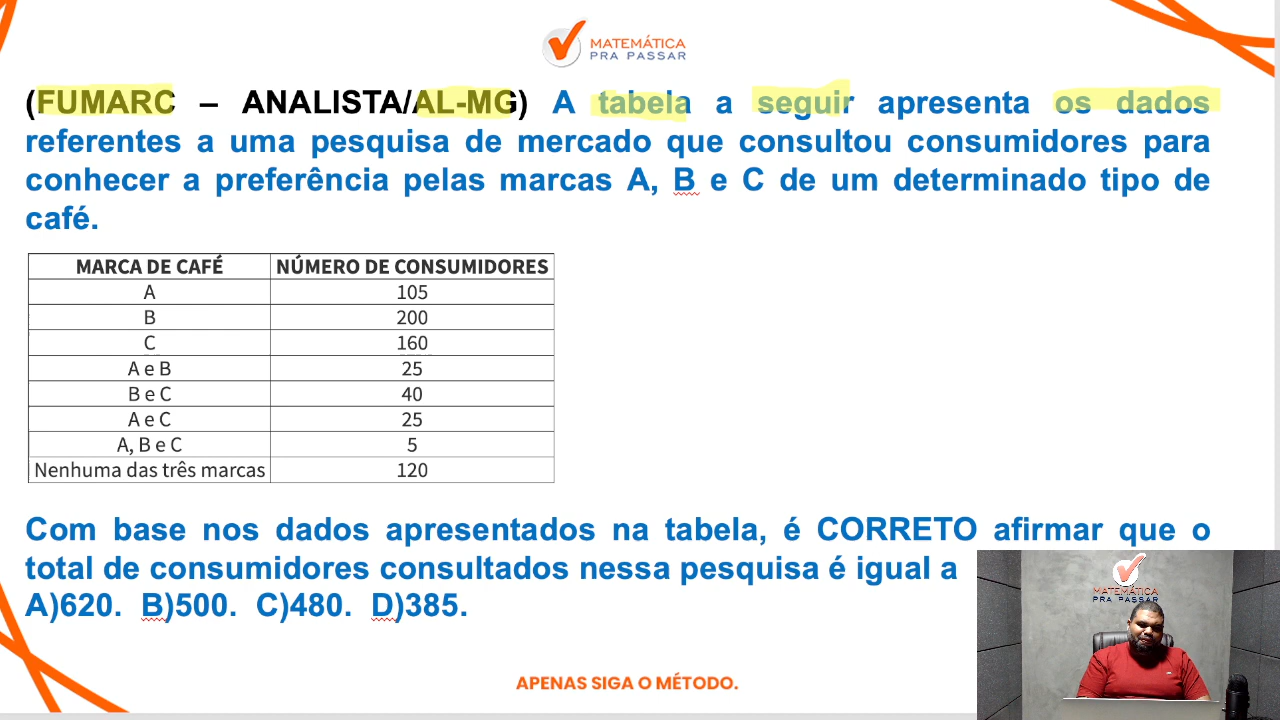 MATEMÁTICA
PRA PASSAR
(FUMARC – ANALISTA/AL-MG) A tabela a seguir apresenta os dados
referentes a uma pesquisa de mercado que consultou consumidores para
conhecer a preferência pelas marcas A, B e C de um determinado tipo de
café.
MARCA DE CAFÉ NÚMERO DE CONSUMIDORES
A 105
B 200
C 160
A e B 25
B e C 40
A e C 25
A, B e C 5
Nenhuma das três marcas 120
Com base nos dados apresentados na tabela, é CORRETO afirmar que o
total de consumidores consultados nessa pesquisa é igual a
A)620. B)500. C)480. D)385.
MATEMÁTICA
PRA PASSAR
APENAS SIGA O MÉTODO.